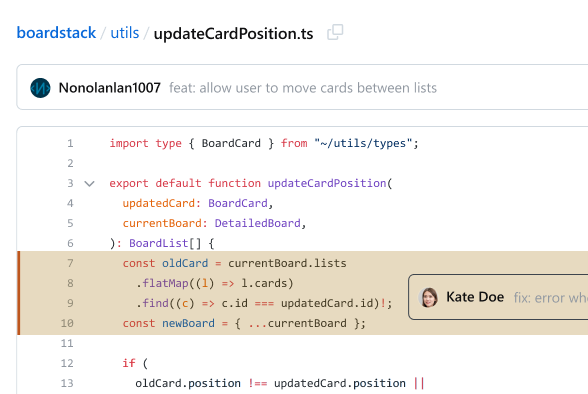 boardstack / utils / updateCardPosition.ts
Nonolanlan1007 feat: allow user to move cards between lists
1 import type { BoardCard } from "~/utils/types";
2
3 export default function updateCardPosition(
4 updatedCard: BoardCard,
5 currentBoard: DetailedBoard,
6 ): BoardList[] {
7 const oldCard = currentBoard.lists
8 .flatMap((l) => l.cards)
9 .find((c) => c.id === updatedCard.id)!;
Kate Doe fix: error whe
10 const newBoard = { ...currentBoard };
11
12 if (
13 oldCard.position !== updatedCard.position ||